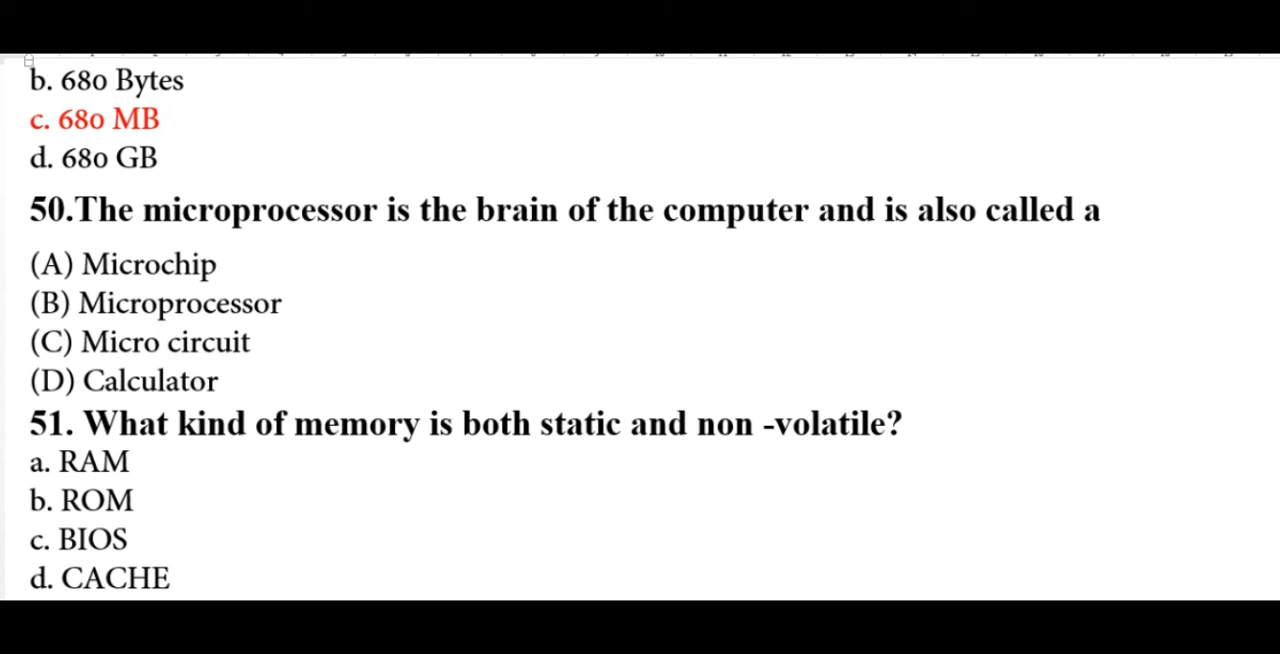 b. 680 Bytes
c. 680 MB
d. 680 GB
50.The microprocessor is the brain of the computer and is also called a
(A) Microchip
(B) Microprocessor
(C) Micro circuit
(D) Calculator
51. What kind of memory is both static and non -volatile?
a. RAM
b. ROM
c. BIOS
d. CACHE